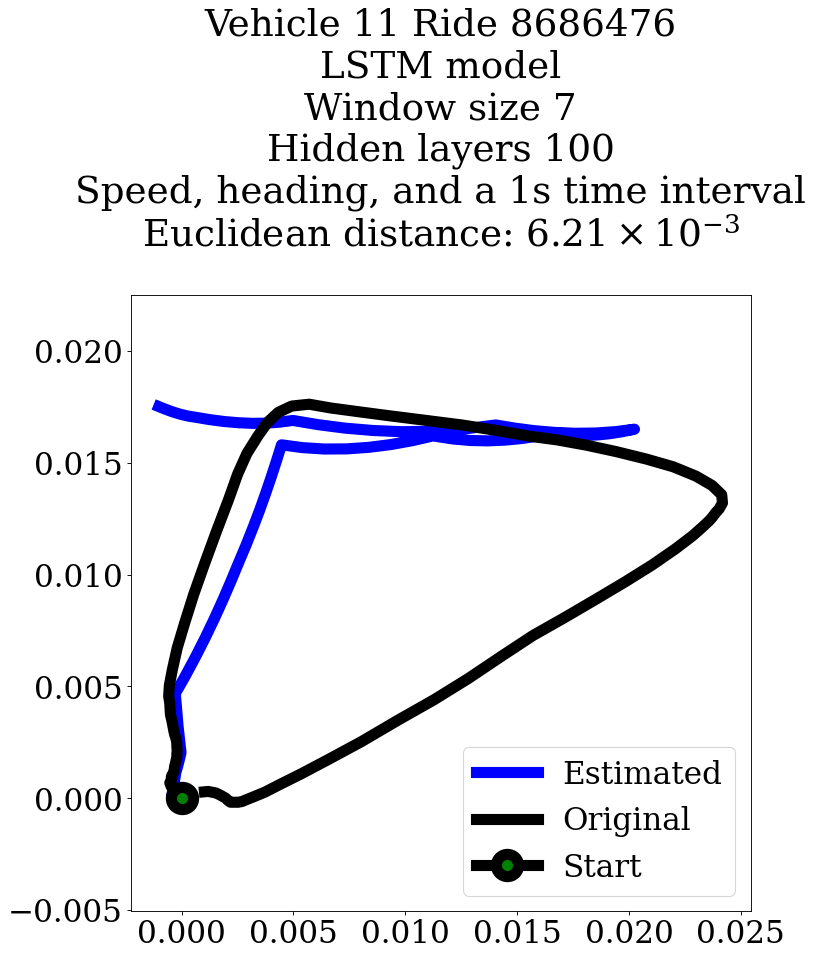 Vehicle 11 Ride 8686476
LSTM model
Window size 7
Hidden layers 100
Speed, heading, and a 1s time interval
Euclidean distance: 6.21 × 10⁻³
0.020
0.015
0.010
0.005
0.000
−0.005
Estimated
Original
Start
0.000 0.005 0.010 0.015 0.020 0.025